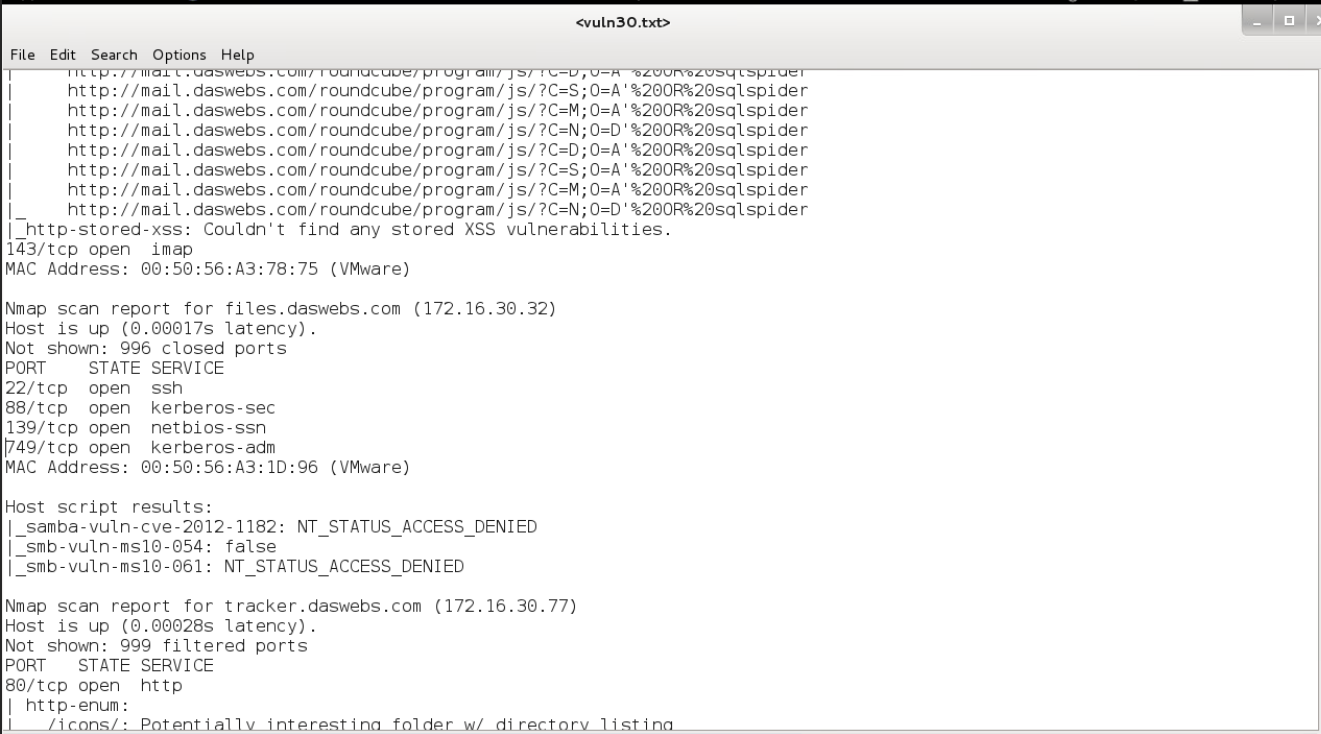 <vuln30.txt>
File Edit Search Options Help
| http://mail.daswebs.com/roundcube/program/js/?C=D;O=A'%20OR%20sqlspider
| http://mail.daswebs.com/roundcube/program/js/?C=S;O=A'%20OR%20sqlspider
| http://mail.daswebs.com/roundcube/program/js/?C=M;O=A'%20OR%20sqlspider
| http://mail.daswebs.com/roundcube/program/js/?C=N;O=D'%20OR%20sqlspider
| http://mail.daswebs.com/roundcube/program/js/?C=D;O=A'%20OR%20sqlspider
| http://mail.daswebs.com/roundcube/program/js/?C=S;O=A'%20OR%20sqlspider
| http://mail.daswebs.com/roundcube/program/js/?C=M;O=A'%20OR%20sqlspider
|_ http://mail.daswebs.com/roundcube/program/js/?C=N;O=D'%20OR%20sqlspider
|_http-stored-xss: Couldn't find any stored XSS vulnerabilities.
143/tcp open imap
MAC Address: 00:50:56:A3:78:75 (VMware)
Nmap scan report for files.daswebs.com (172.16.30.32)
Host is up (0.00017s latency).
Not shown: 996 closed ports
PORT STATE SERVICE
22/tcp open ssh
88/tcp open kerberos-sec
139/tcp open netbios-ssn
749/tcp open kerberos-adm
MAC Address: 00:50:56:A3:1D:96 (VMware)
Host script results:
|_samba-vuln-cve-2012-1182: NT_STATUS_ACCESS_DENIED
|_smb-vuln-ms10-054: false
|_smb-vuln-ms10-061: NT_STATUS_ACCESS_DENIED
Nmap scan report for tracker.daswebs.com (172.16.30.77)
Host is up (0.00028s latency).
Not shown: 999 filtered ports
PORT STATE SERVICE
80/tcp open http
| http-enum:
| /icons/: Potentially interesting folder w/ directory listing